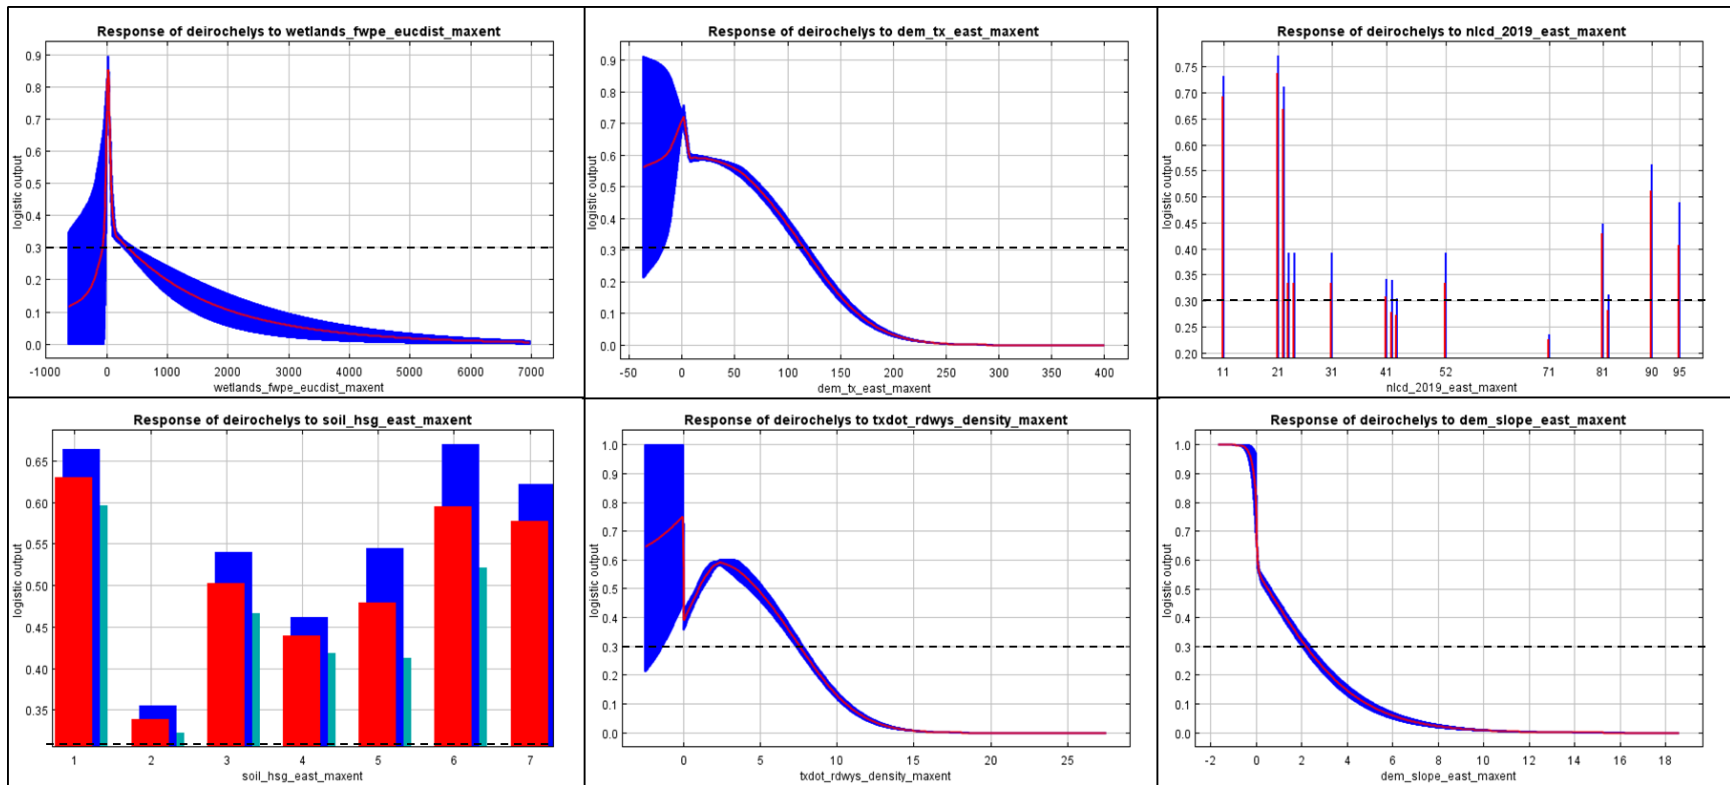 Response of deirochelys to wetlands_fwpe_eucdist_maxent
logistic output
0.9
0.8
0.7
0.6
0.5
0.4
0.3
0.2
0.1
0.0
-1000 0 1000 2000 3000 4000 5000 6000 7000
wetlands_fwpe_eucdist_maxent
Response of deirochelys to dem_tx_east_maxent
logistic output
0.9
0.8
0.7
0.6
0.5
0.4
0.3
0.2
0.1
0.0
-50 0 50 100 150 200 250 300 350 400
dem_tx_east_maxent
Response of deirochelys to nlcd_2019_east_maxent
logistic output
0.75
0.70
0.65
0.60
0.55
0.50
0.45
0.40
0.35
0.30
0.25
0.20
11 21 31 41 52 71 81 90 95
nlcd_2019_east_maxent
Response of deirochelys to soil_hsg_east_maxent
logistic output
0.65
0.60
0.55
0.50
0.45
0.40
0.35
1 2 3 4 5 6 7
soil_hsg_east_maxent
Response of deirochelys to txdot_rdwys_density_maxent
logistic output
1.0
0.9
0.8
0.7
0.6
0.5
0.4
0.3
0.2
0.1
0.0
0 5 10 15 20 25
txdot_rdwys_density_maxent
Response of deirochelys to dem_slope_east_maxent
logistic output
1.0
0.9
0.8
0.7
0.6
0.5
0.4
0.3
0.2
0.1
0.0
-2 0 2 4 6 8 10 12 14 16 18
dem_slope_east_maxent